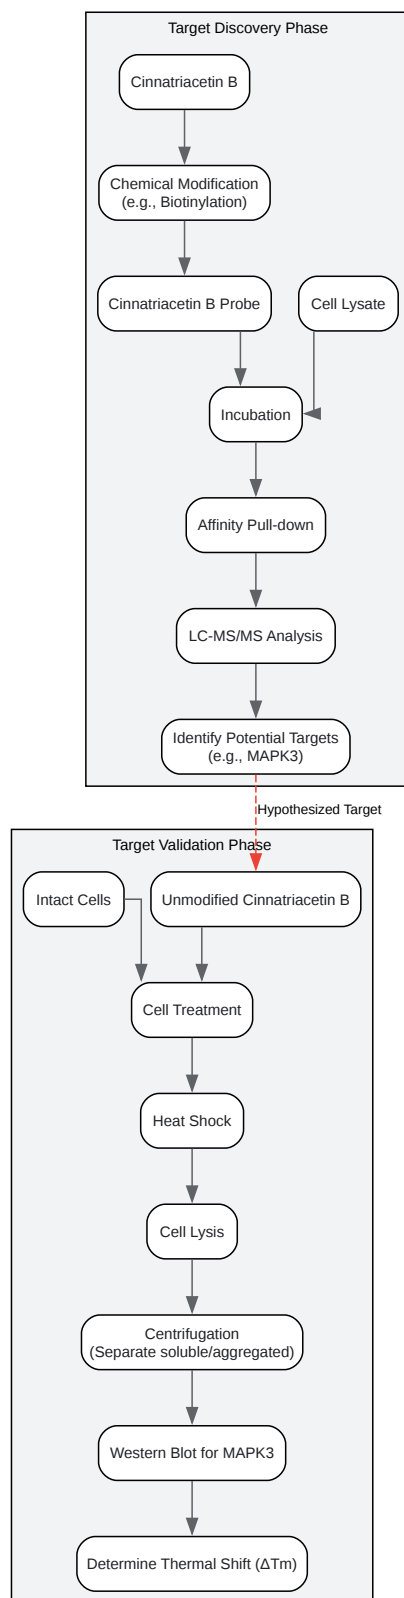 Target Discovery Phase
Cinnatriacetin B
Chemical Modification
(e.g., Biotinylation)
Cinnatriacetin B Probe
Cell Lysate
Incubation
Affinity Pull-down
LC-MS/MS Analysis
Identify Potential Targets
(e.g., MAPK3)
Hypothesized Target
Target Validation Phase
Intact Cells
Unmodified Cinnatriacetin B
Cell Treatment
Heat Shock
Cell Lysis
Centrifugation
(Separate soluble/aggregated)
Western Blot for MAPK3
Determine Thermal Shift (ΔTm)